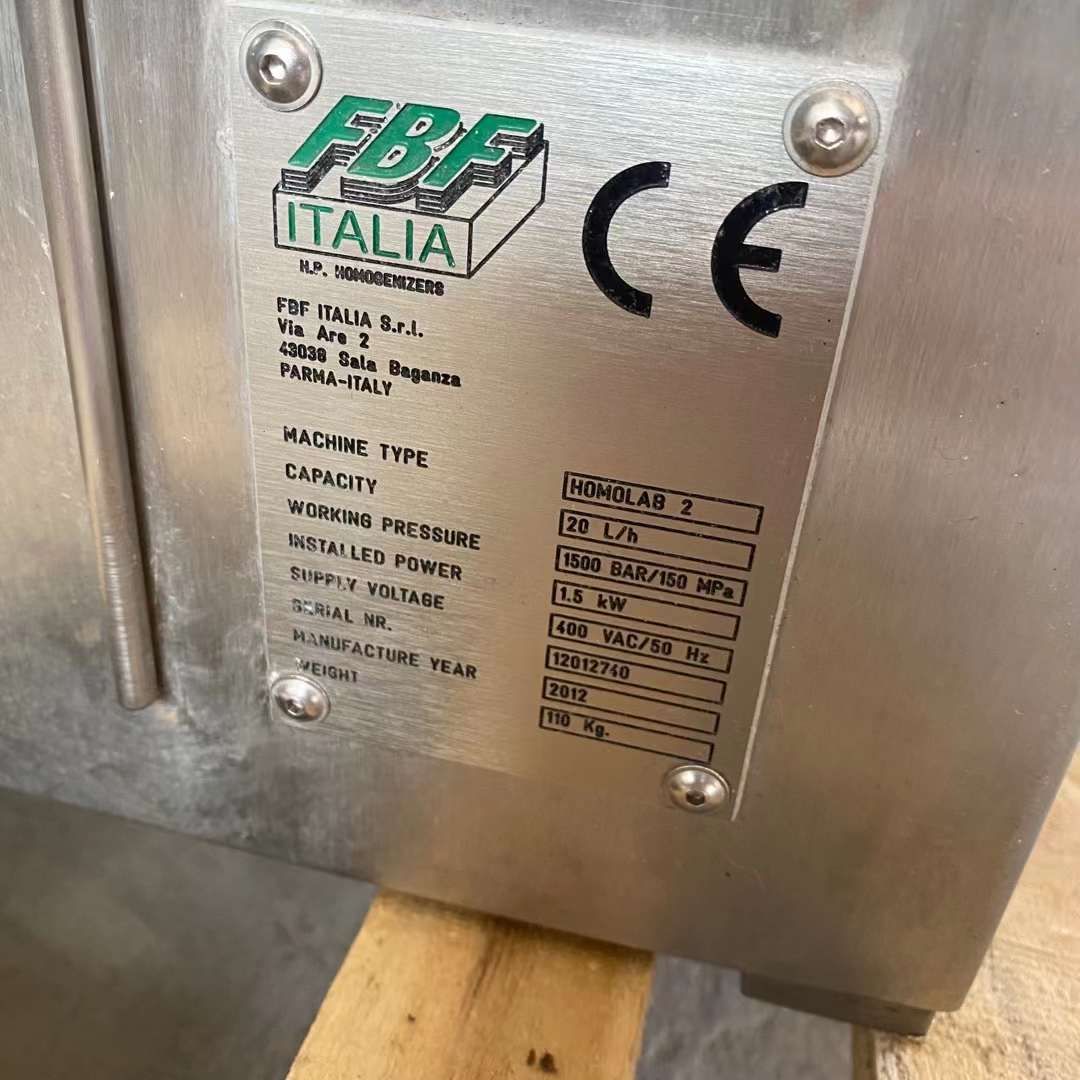 FBF
ITALIA
H.P. HOMOGENIZERS
CE
FBF ITALIA S.r.l.
Via Are 2
43038 Sala Baganza
PARMA-ITALY
MACHINE TYPE HOMOLAB 2
CAPACITY 20 L/h
WORKING PRESSURE 1500 BAR/150 MPa
INSTALLED POWER 1.5 kW
SUPPLY VOLTAGE 400 VAC/50 Hz
SERIAL NR. 12012740
MANUFACTURE YEAR 2012
WEIGHT 110 Kg.